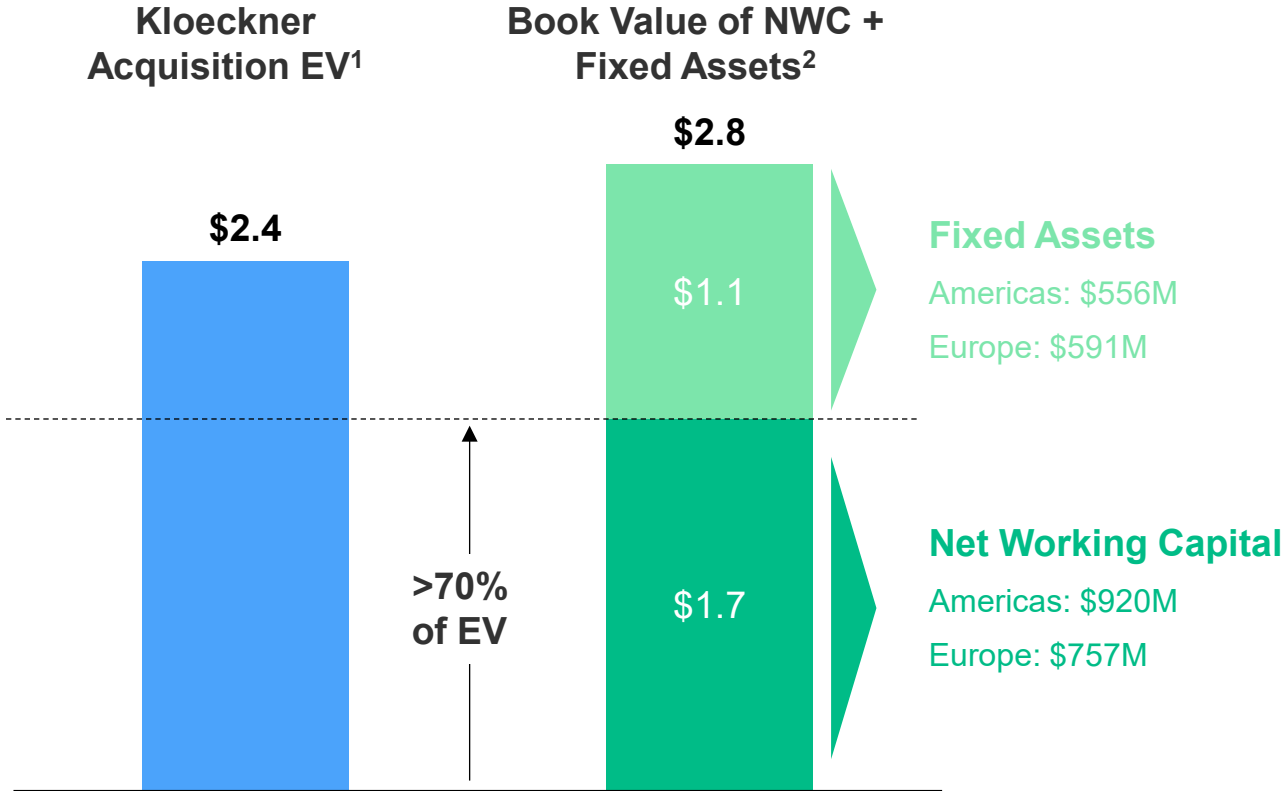 Kloeckner
Acquisition EV¹
Book Value of NWC +
Fixed Assets²
$2.8
$2.4
$1.1
Fixed Assets
Americas: $556M
Europe: $591M
>70%
of EV
$1.7
Net Working Capital
Americas: $920M
Europe: $757M